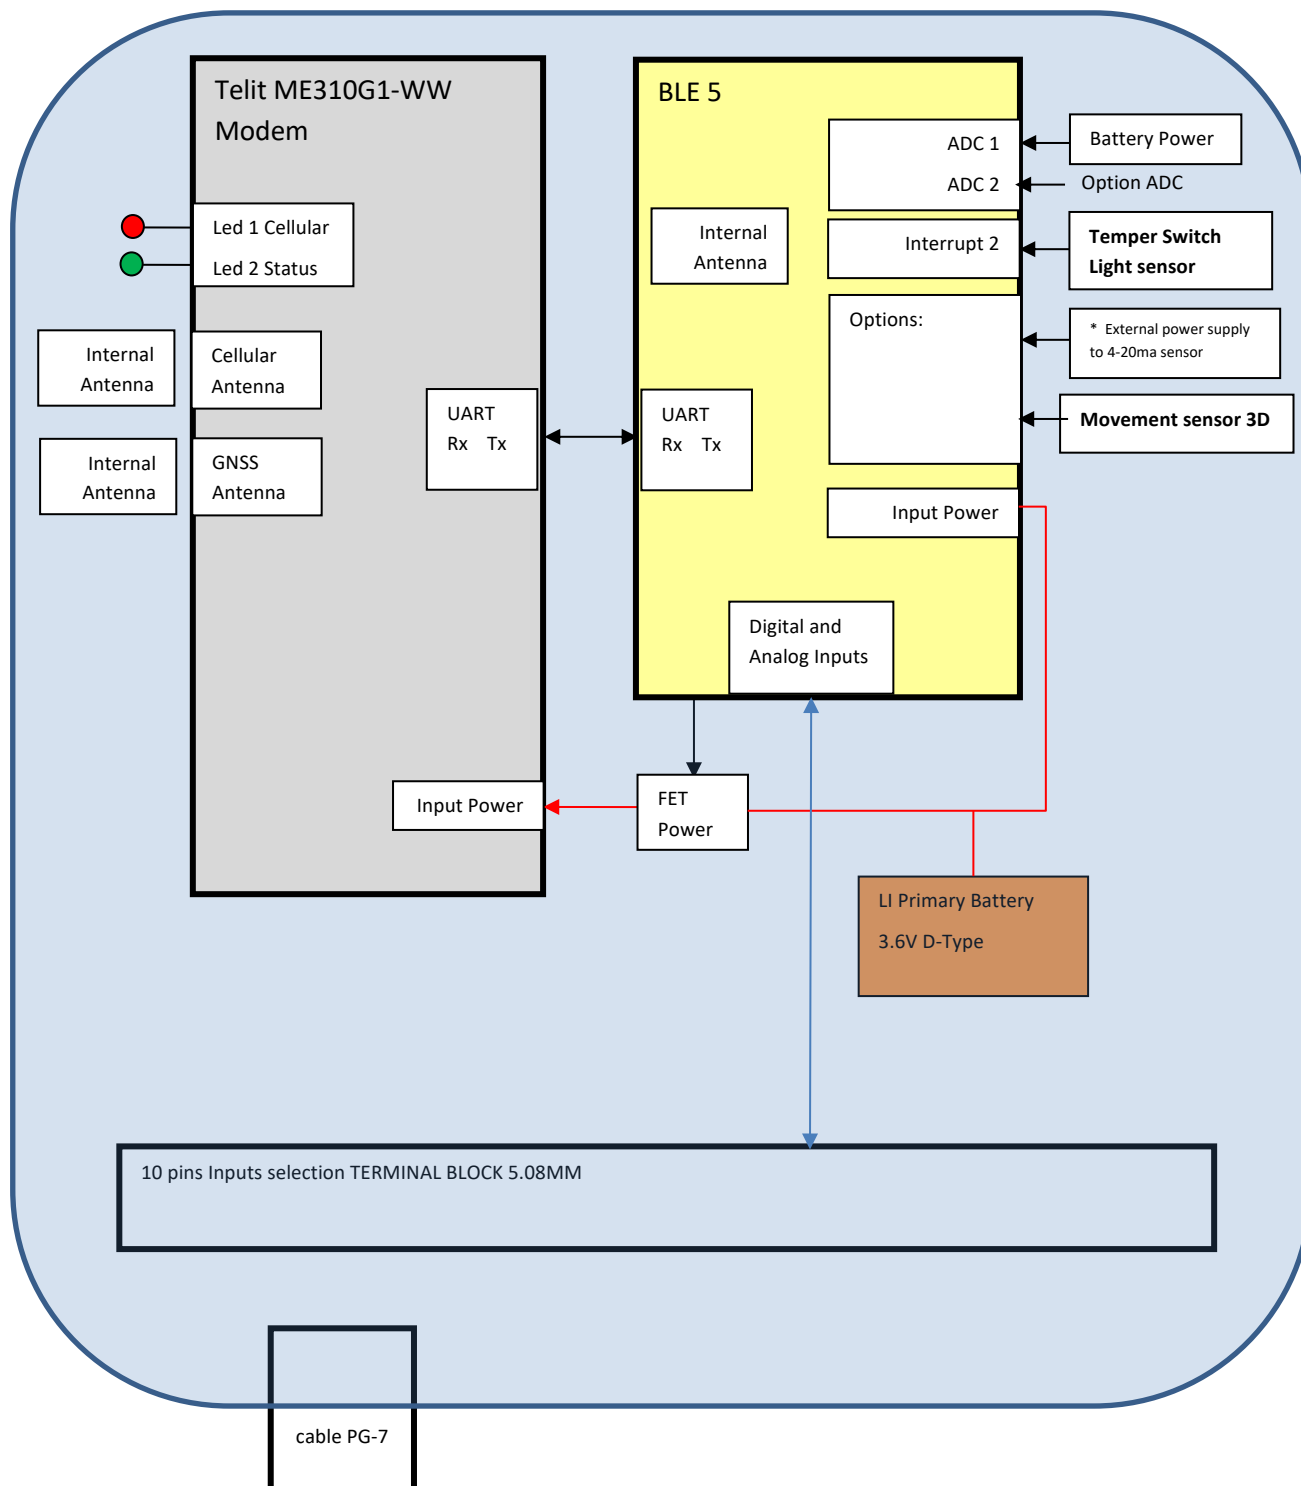 Telit ME310G1-WW
Modem
BLE 5
ADC 1
ADC 2
Battery Power
Option ADC
Led 1 Cellular
Led 2 Status
Internal
Antenna
Interrupt 2
Temper Switch
Light sensor
Options:
* External power supply
to 4-20ma sensor
Internal
Antenna
Cellular
Antenna
UART
Rx Tx
UART
Rx Tx
Movement sensor 3D
Internal
Antenna
GNSS
Antenna
Input Power
Digital and
Analog Inputs
Input Power
FET
Power
LI Primary Battery
3.6V D-Type
10 pins Inputs selection TERMINAL BLOCK 5.08MM
cable PG-7